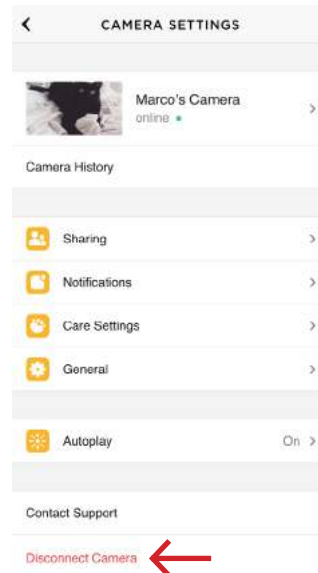 CAMERA SETTINGS
Marco's Camera
online
Camera History
Sharing
Notifications
Care Settings
General
Autoplay On
Contact Support
Disconnect Camera